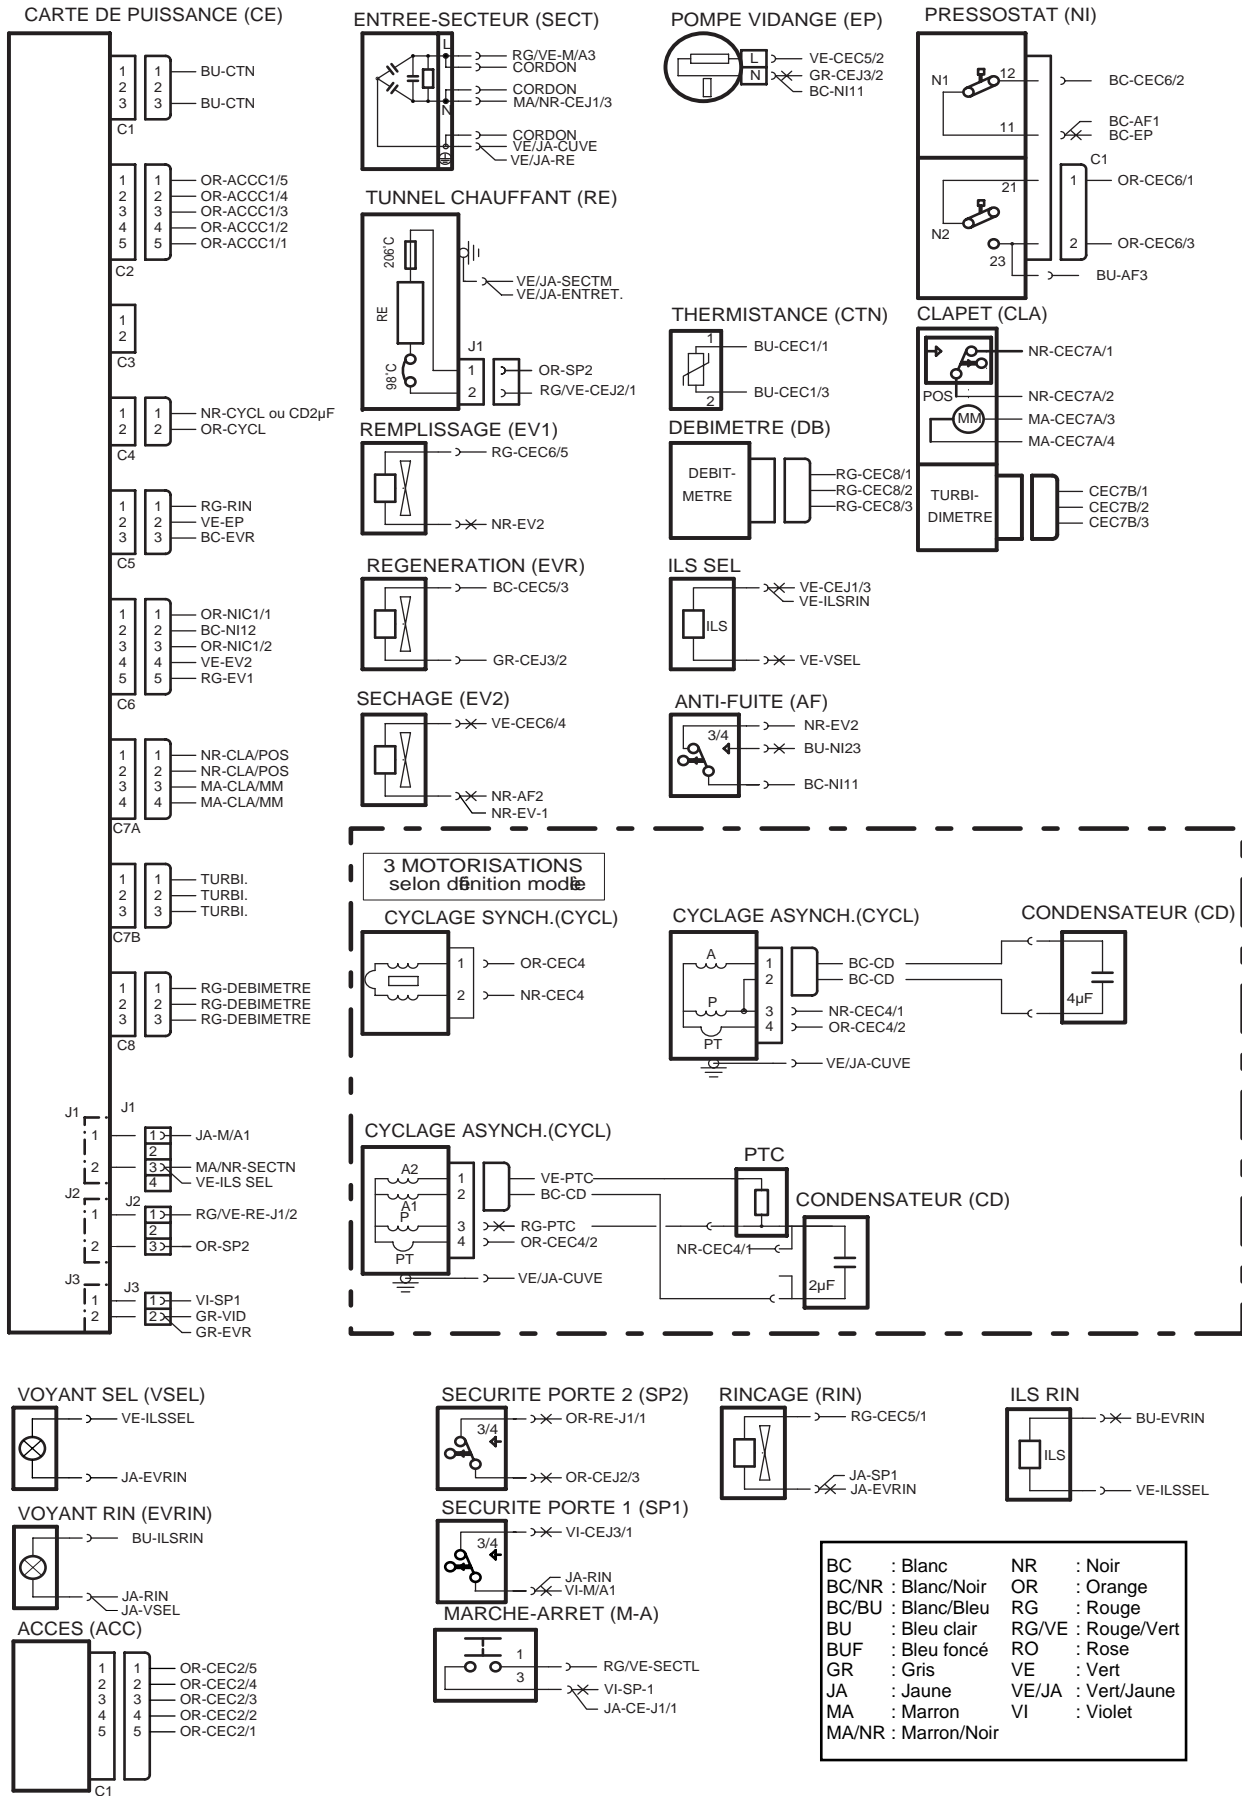 CARTE DE PUISSANCE (CE)
1 1 BU-CTN
2 2
3 3 BU-CTN
C1
1 1 OR-ACCC1/5
2 2 OR-ACCC1/4
3 3 OR-ACCC1/3
4 4 OR-ACCC1/2
5 5 OR-ACCC1/1
C2
1
2
C3
1 1 NR-CYCL ou CD2µF
2 2 OR-CYCL
C4
1 1 RG-RIN
2 2 VE-EP
3 3 BC-EVR
C5
1 1 OR-NIC1/1
2 2 BC-NI12
3 3 OR-NIC1/2
4 4 VE-EV2
5 5 RG-EV1
C6
1 1 NR-CLA/POS
2 2 NR-CLA/POS
3 3 MA-CLA/MM
4 4 MA-CLA/MM
C7A
1 1 TURBI.
2 2 TURBI.
3 3 TURBI.
C7B
1 1 RG-DEBIMETRE
2 2 RG-DEBIMETRE
3 3 RG-DEBIMETRE
C8
J1 J1
1 1 JA-M/A1
2
2 3 MA/NR-SECTN
4 VE-ILS SEL
J2 J2
1 1 RG/VE-RE-J1/2
2
2 3 OR-SP2
J3 J3
1 1 VI-SP1
2 2 GR-VID
GR-EVR
ENTREE-SECTEUR (SECT)
L
RG/VE-M/A3
CORDON
CORDON
N MA/NR-CEJ1/3
CORDON
VE/JA-CUVE
VE/JA-RE
TUNNEL CHAUFFANT (RE)
206°C
VE/JA-SECTM
VE/JA-ENTRET.
RE
J1
98°C
1 OR-SP2
2 RG/VE-CEJ2/1
REMPLISSAGE (EV1)
RG-CEC6/5
NR-EV2
REGENERATION (EVR)
BC-CEC5/3
GR-CEJ3/2
SECHAGE (EV2)
VE-CEC6/4
NR-AF2
NR-EV-1
POMPE VIDANGE (EP)
L VE-CEC5/2
N GR-CEJ3/2
BC-NI11
THERMISTANCE (CTN)
1 BU-CEC1/1
BU-CEC1/3
2
DEBIMETRE (DB)
DEBIT-
METRE
RG-CEC8/1
RG-CEC8/2
RG-CEC8/3
ILS SEL
VE-CEJ1/3
VE-ILSRIN
ILS
VE-VSEL
ANTI-FUITE (AF)
NR-EV2
3/4
BU-NI23
BC-NI11
PRESSOSTAT (NI)
N1 12 BC-CEC6/2
11 BC-AF1
BC-EP
C1
21 1 OR-CEC6/1
N2
2 OR-CEC6/3
23 BU-AF3
CLAPET (CLA)
NR-CEC7A/1
POS NR-CEC7A/2
MM MA-CEC7A/3
MA-CEC7A/4
TURBI-
DIMETRE
CEC7B/1
CEC7B/2
CEC7B/3
3 MOTORISATIONS
CYCLAGE SYNCH.(CYCL)
1 OR-CEC4
2 NR-CEC4
CYCLAGE ASYNCH.(CYCL)
A 1 BC-CD
2 BC-CD
P 3 NR-CEC4/1
4 OR-CEC4/2
PT
VE/JA-CUVE
CONDENSATEUR (CD)
4µF
CYCLAGE ASYNCH.(CYCL)
A2 1 VE-PTC
A1 2 BC-CD
P 3 RG-PTC
4 OR-CEC4/2
PT
VE/JA-CUVE
PTC
CONDENSATEUR (CD)
NR-CEC4/1
2µF
VOYANT SEL (VSEL)
VE-ILSSEL
JA-EVRIN
VOYANT RIN (EVRIN)
BU-ILSRIN
JA-RIN
JA-VSEL
ACCES (ACC)
1 1 OR-CEC2/5
2 2 OR-CEC2/4
3 3 OR-CEC2/3
4 4 OR-CEC2/2
5 5 OR-CEC2/1
C1
SECURITE PORTE 2 (SP2)
OR-RE-J1/1
3/4
OR-CEJ2/3
SECURITE PORTE 1 (SP1)
VI-CEJ3/1
3/4
JA-RIN
VI-M/A1
MARCHE-ARRET (M-A)
1 RG/VE-SECTL
3 VI-SP-1
JA-CE-J1/1
RINCAGE (RIN)
RG-CEC5/1
JA-SP1
JA-EVRIN
ILS RIN
BU-EVRIN
ILS
VE-ILSSEL
BC : Blanc NR : Noir
BC/NR : Blanc/Noir OR : Orange
BC/BU : Blanc/Bleu RG : Rouge
BU : Bleu clair RG/VE : Rouge/Vert
BUF : Bleu foncé RO : Rose
GR : Gris VE : Vert
JA : Jaune VE/JA : Vert/Jaune
MA : Marron VI : Violet
MA/NR : Marron/Noir